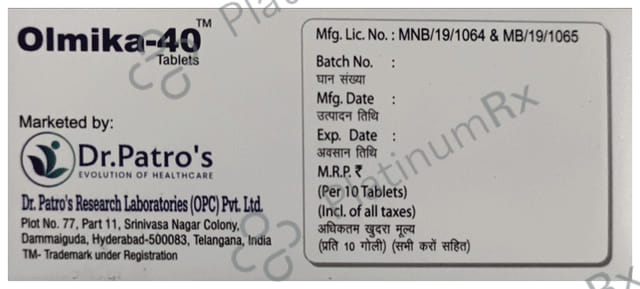 Olmika-40™
Tablets
Marketed by:
Dr.Patro's
EVOLUTION OF HEALTHCARE
Dr. Patro's Research Laboratories (OPC) Pvt. Ltd.
Plot No. 77, Part 11, Srinivasa Nagar Colony,
Dammaiguda, Hyderabad-500083, Telangana, India
TM- Trademark under Registration
Mfg. Lic. No. : MNB/19/1064 & MB/19/1065
Batch No. :
घान संख्या
Mfg. Date :
उत्पादन तिथि
Exp. Date :
अवसान तिथि
M.R.P. ₹
(Per 10 Tablets)
(Incl. of all taxes)
अधिकतम खुदरा मूल्य
(प्रति 10 गोली) (सभी करों सहित)
PlatinumRx